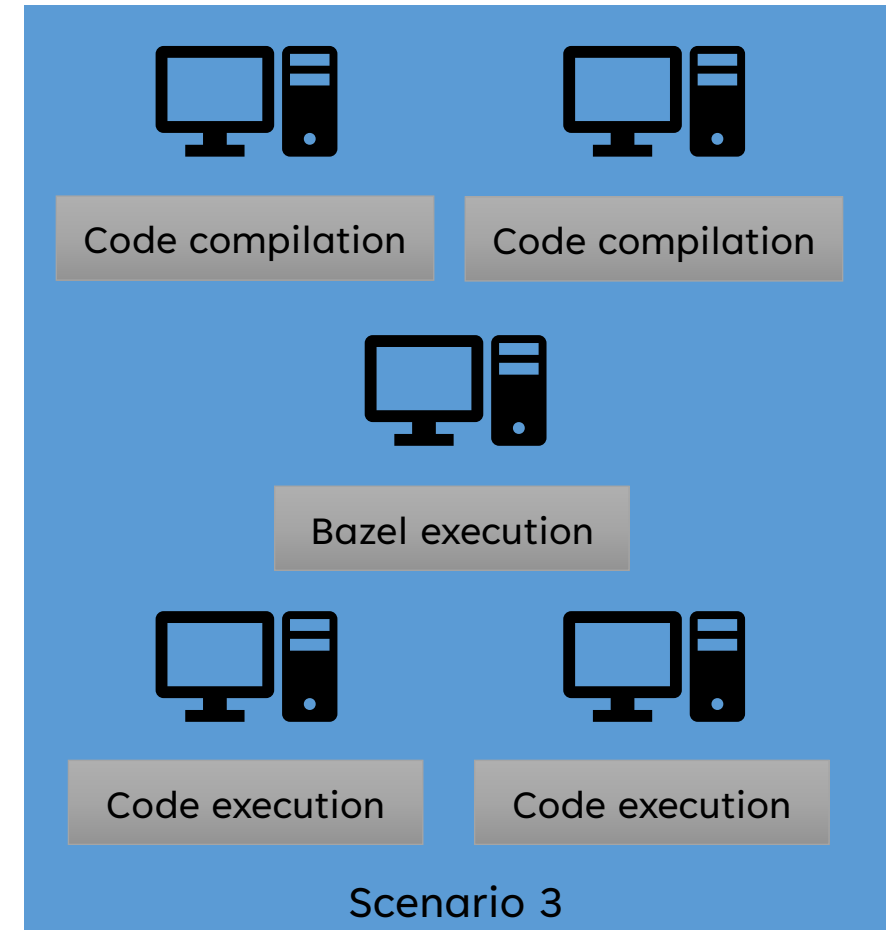 Code compilation
Code compilation
Bazel execution
Code execution
Code execution
Scenario 3